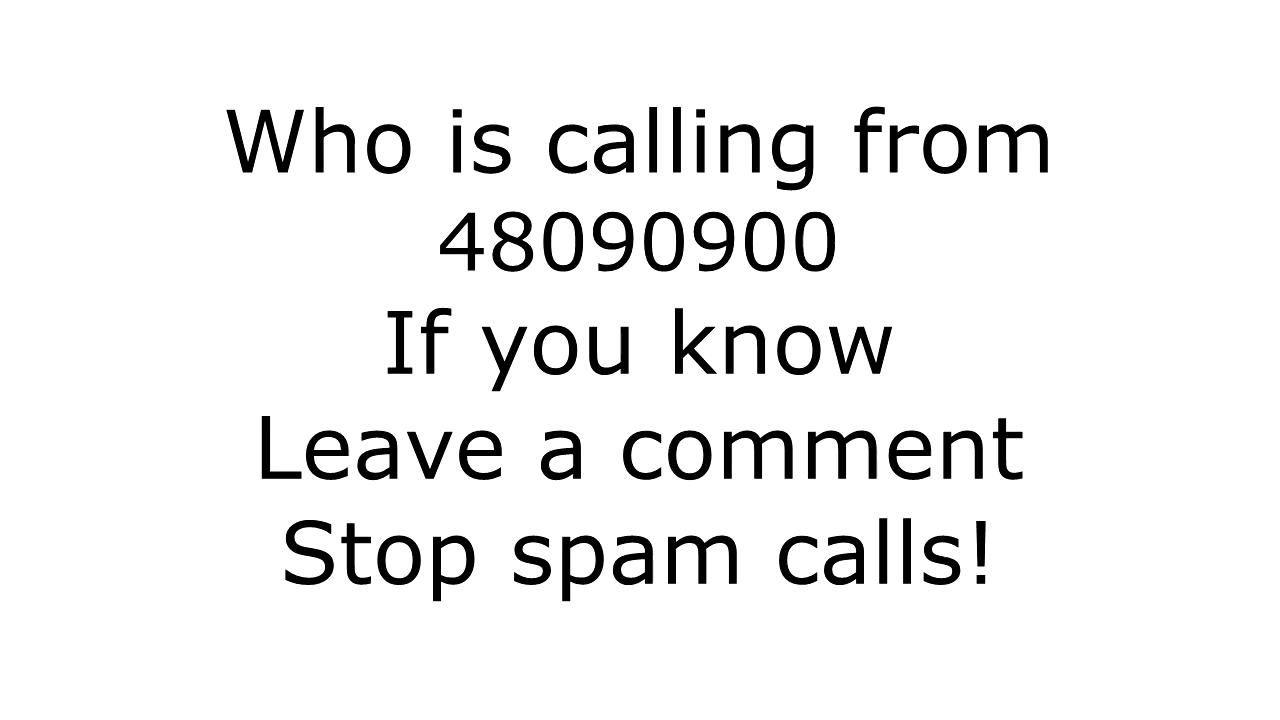 Who is calling from
48090900
If you know
Leave a comment
Stop spam calls!